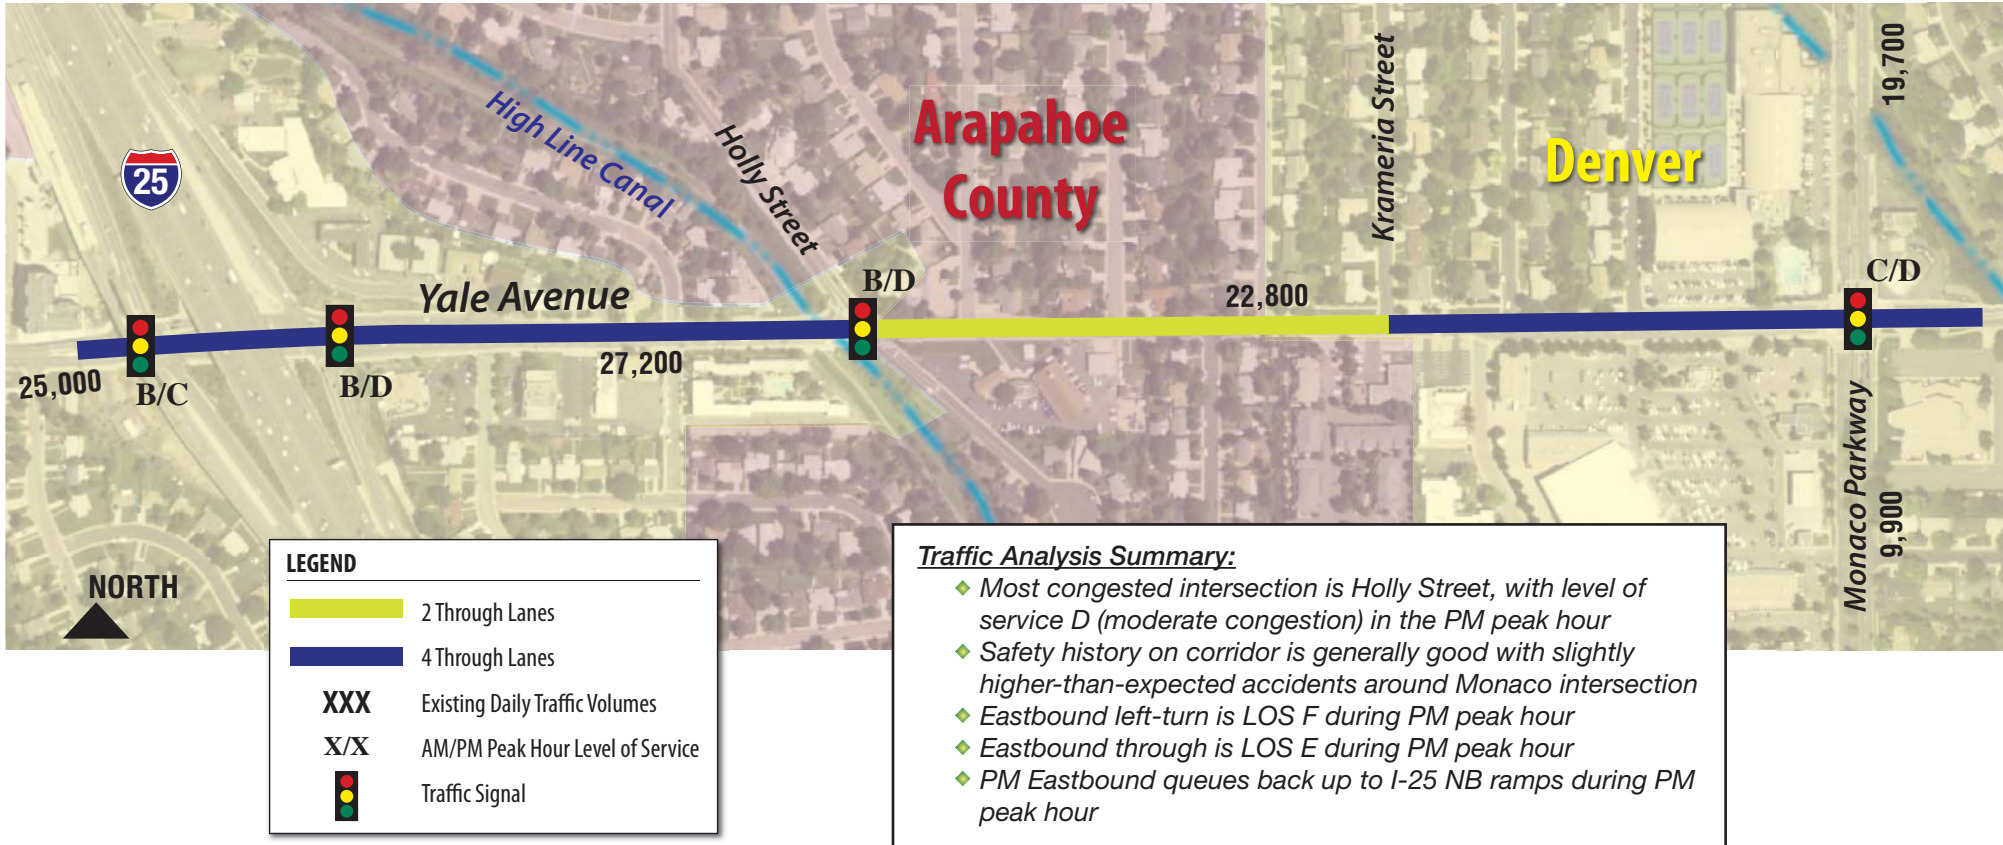 25
High Line Canal
Holly Street
Arapahoe
County
Krameria Street
Denver
19,700
Yale Avenue
B/D
22,800
C/D
25,000
B/C
B/D
27,200
Monaco Parkway
9,900
NORTH
LEGEND
2 Through Lanes
4 Through Lanes
XXX Existing Daily Traffic Volumes
X/X AM/PM Peak Hour Level of Service
Traffic Signal
Traffic Analysis Summary:
Most congested intersection is Holly Street, with level of
service D (moderate congestion) in the PM peak hour
Safety history on corridor is generally good with slightly
higher-than-expected accidents around Monaco intersection
Eastbound left-turn is LOS F during PM peak hour
Eastbound through is LOS E during PM peak hour
PM Eastbound queues back up to I-25 NB ramps during PM
peak hour